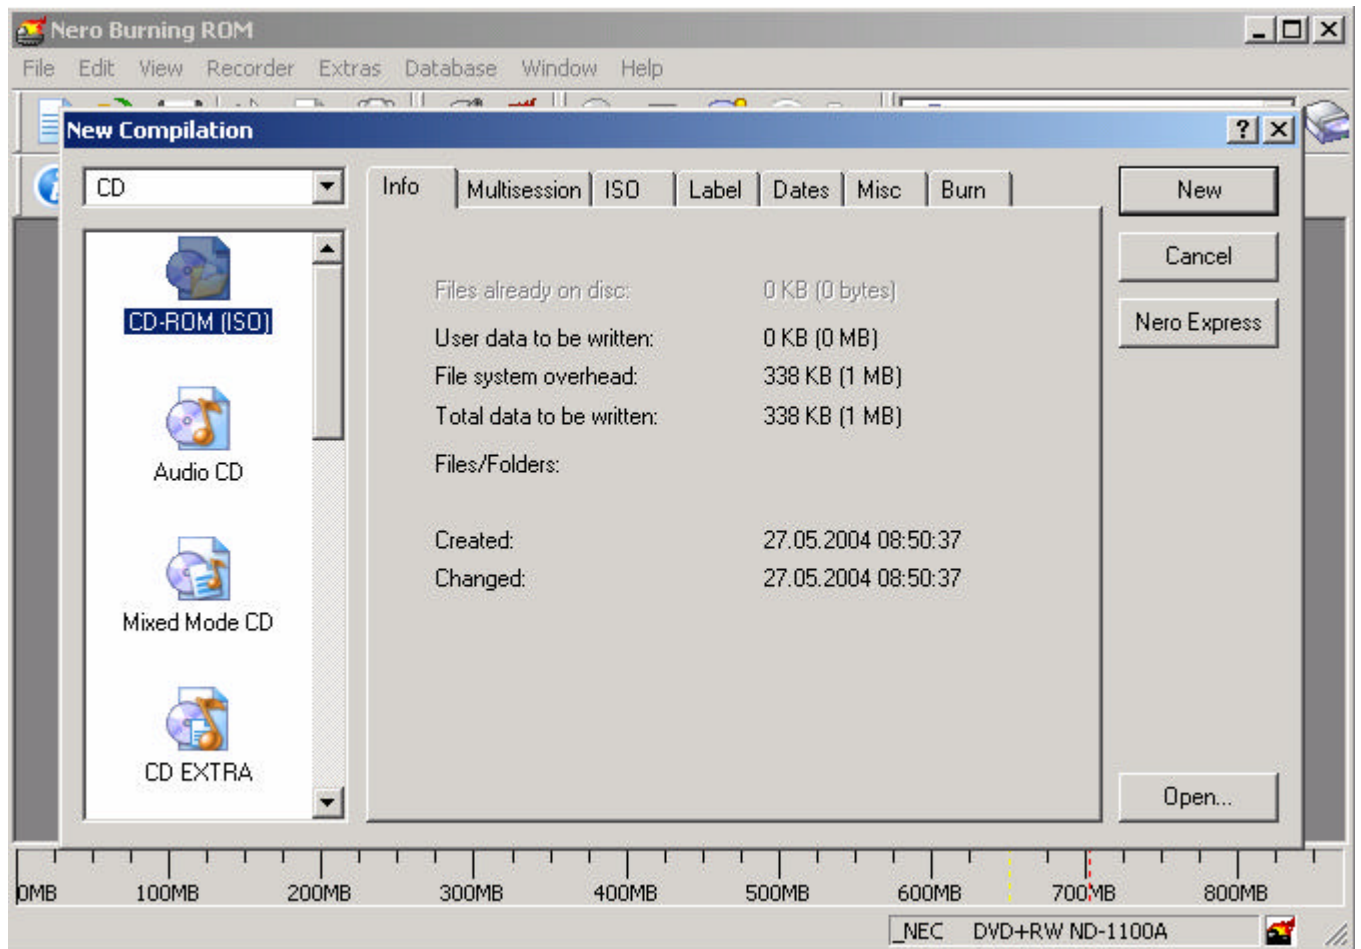 Nero Burning ROM
File Edit View Recorder Extras Database Window Help
New Compilation
CD
Info Multisession ISO Label Dates Misc Burn
New
Cancel
Nero Express
CD-ROM (ISO)
Audio CD
Mixed Mode CD
CD EXTRA
Files already on disc: 0 KB (0 bytes)
User data to be written: 0 KB (0 MB)
File system overhead: 338 KB (1 MB)
Total data to be written: 338 KB (1 MB)
Files/Folders:
Created: 27.05.2004 08:50:37
Changed: 27.05.2004 08:50:37
Open...
0MB 100MB 200MB 300MB 400MB 500MB 600MB 700MB 800MB
_NEC DVD+RW ND-1100A